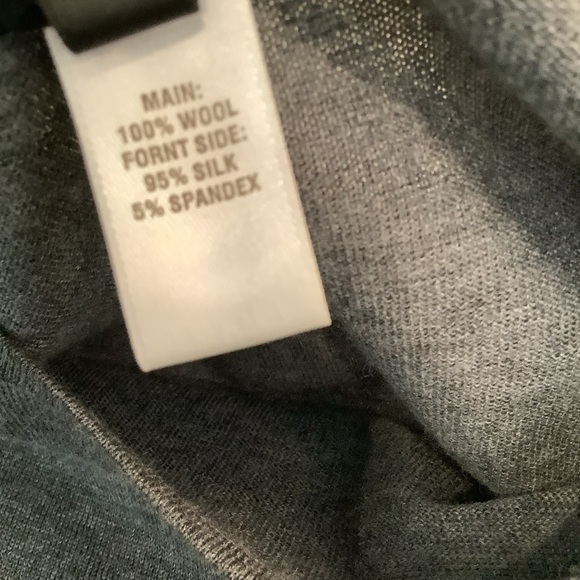 MAIN:
100% WOOL
FORNT SIDE:
95% SILK
5% SPANDEX